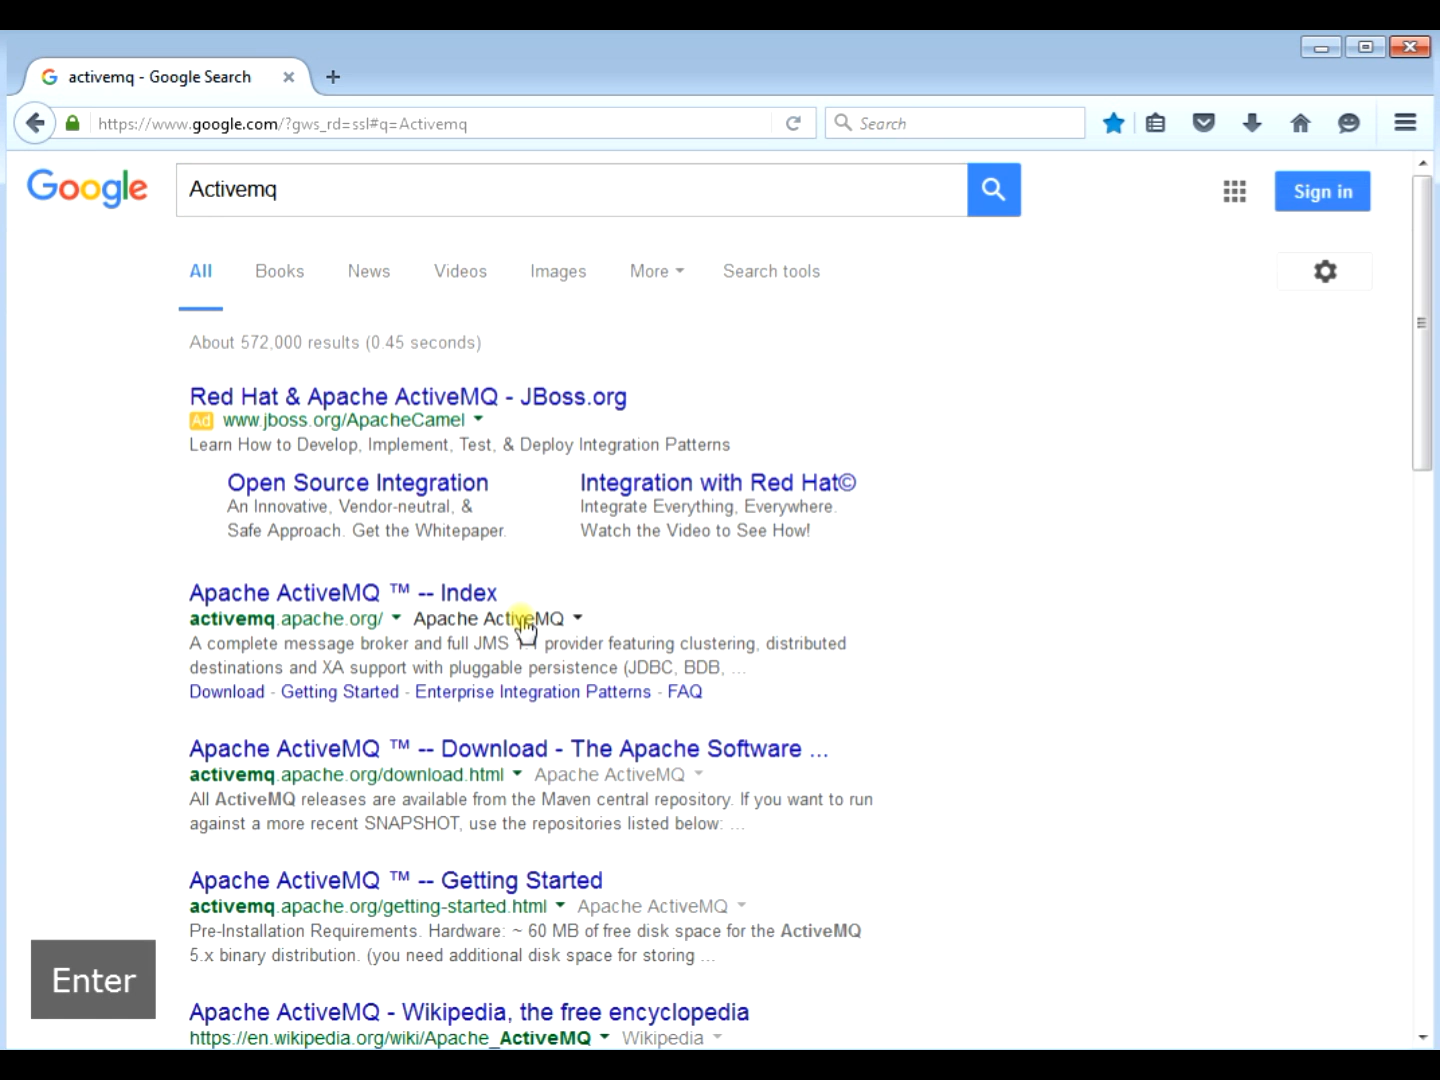 activemq - Google Search
https://www.google.com/?gws_rd=ssl#q=Activemq
Search
Google
Activemq
Sign in
All Books News Videos Images More Search tools
About 572,000 results (0.45 seconds)
Red Hat & Apache ActiveMQ - JBoss.org
Ad www.jboss.org/ApacheCamel
Learn How to Develop, Implement, Test, & Deploy Integration Patterns
Open Source Integration
An Innovative, Vendor-neutral, &
Safe Approach. Get the Whitepaper.
Integration with Red Hat©
Integrate Everything, Everywhere.
Watch the Video to See How!
Apache ActiveMQ ™ -- Index
activemq.apache.org/ Apache ActiveMQ
A complete message broker and full JMS provider featuring clustering, distributed
destinations and XA support with pluggable persistence (JDBC, BDB, ...
Download - Getting Started - Enterprise Integration Patterns - FAQ
Apache ActiveMQ ™ -- Download - The Apache Software ...
activemq.apache.org/download.html Apache ActiveMQ
All ActiveMQ releases are available from the Maven central repository. If you want to run
against a more recent SNAPSHOT, use the repositories listed below: ...
Apache ActiveMQ ™ -- Getting Started
activemq.apache.org/getting-started.html Apache ActiveMQ
Pre-Installation Requirements. Hardware: ~ 60 MB of free disk space for the ActiveMQ
5.x binary distribution. (you need additional disk space for storing ...
Enter
Apache ActiveMQ - Wikipedia, the free encyclopedia
https://en.wikipedia.org/wiki/Apache_ActiveMQ Wikipedia